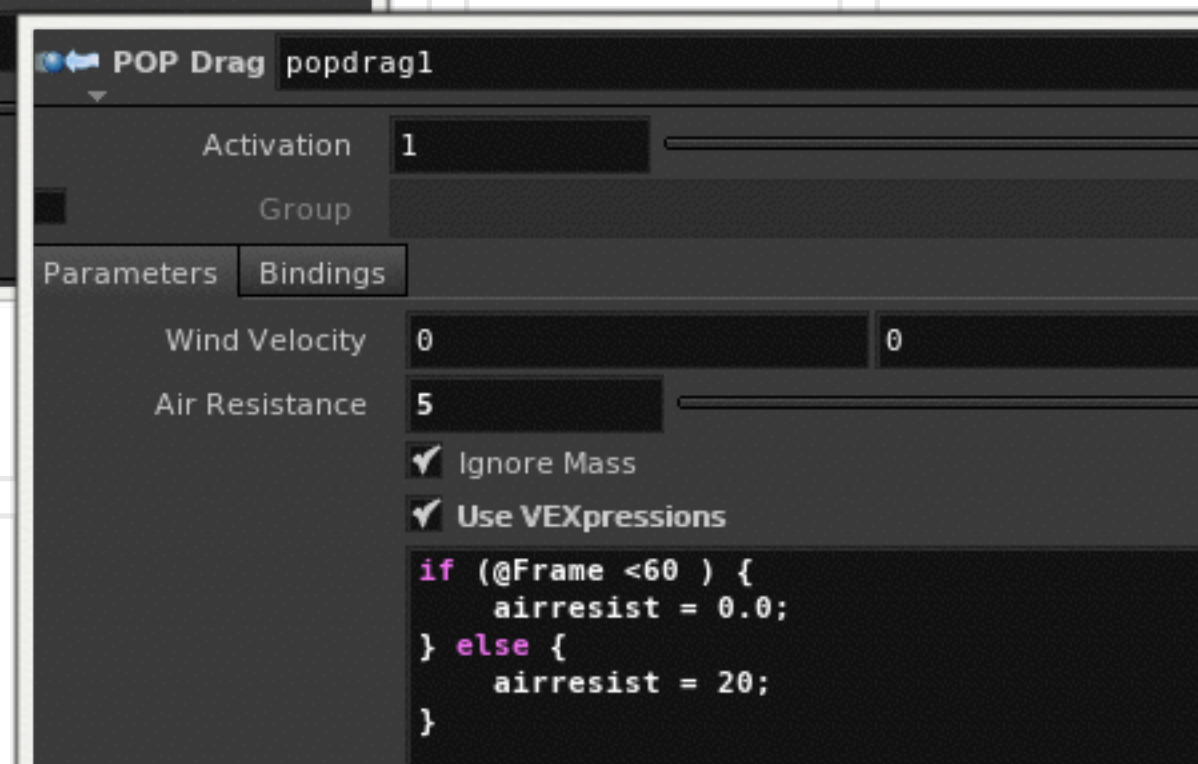 POP Drag popdrag1
Activation 1
Group
Parameters Bindings
Wind Velocity 0 0
Air Resistance 5
Ignore Mass
Use VEXpressions
if (@Frame <60 ) {
    airresist = 0.0;
} else {
    airresist = 20;
}